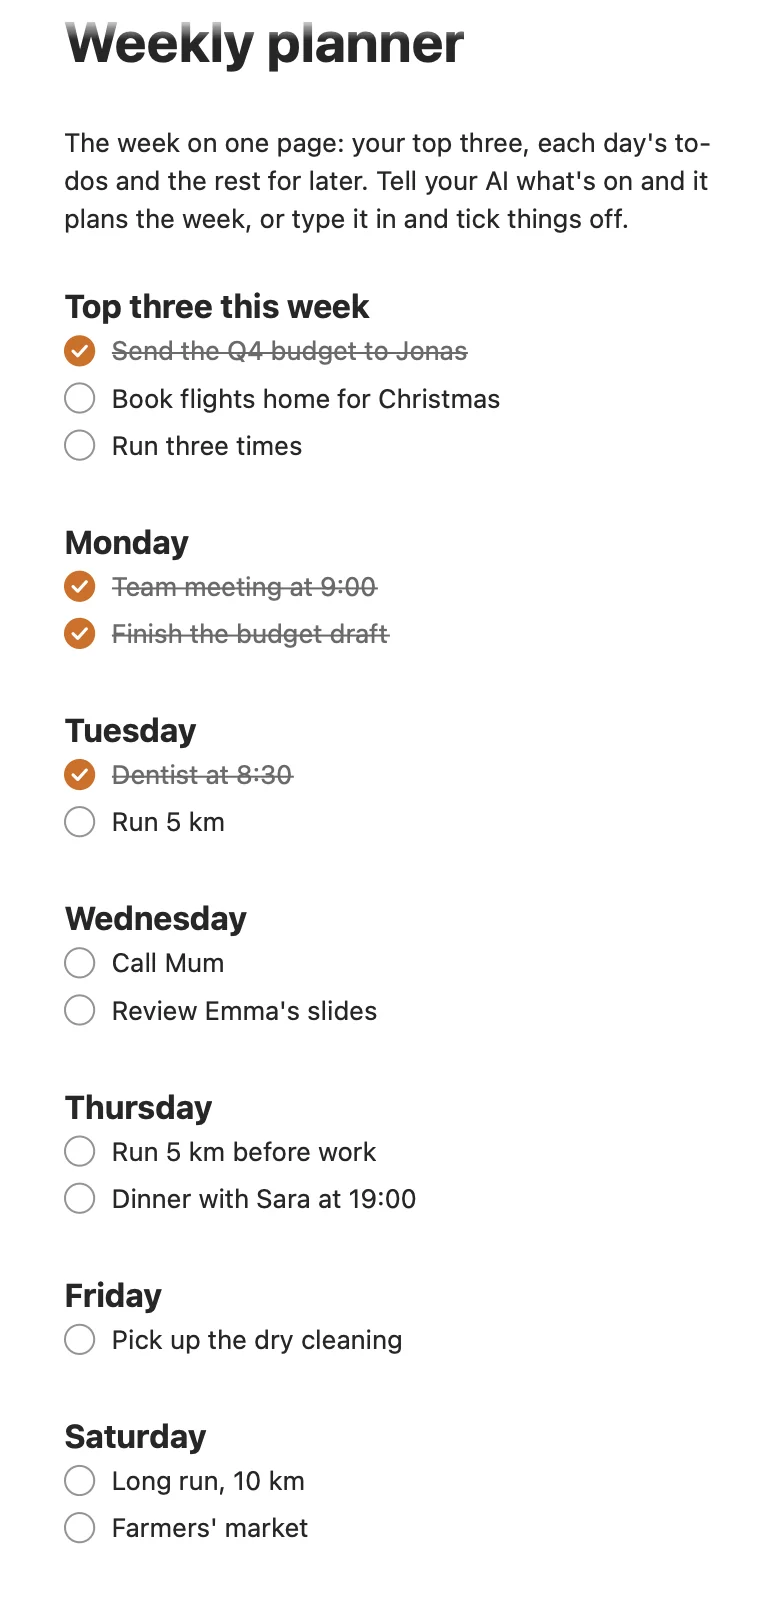 Weekly planner
The week on one page: your top three, each day's to-
dos and the rest for later. Tell your AI what's on and it
plans the week, or type it in and tick things off.
Top three this week
Send the Q4 budget to Jonas
Book flights home for Christmas
Run three times
Monday
Team meeting at 9:00
Finish the budget draft
Tuesday
Dentist at 8:30
Run 5 km
Wednesday
Call Mum
Review Emma's slides
Thursday
Run 5 km before work
Dinner with Sara at 19:00
Friday
Pick up the dry cleaning
Saturday
Long run, 10 km
Farmers' market